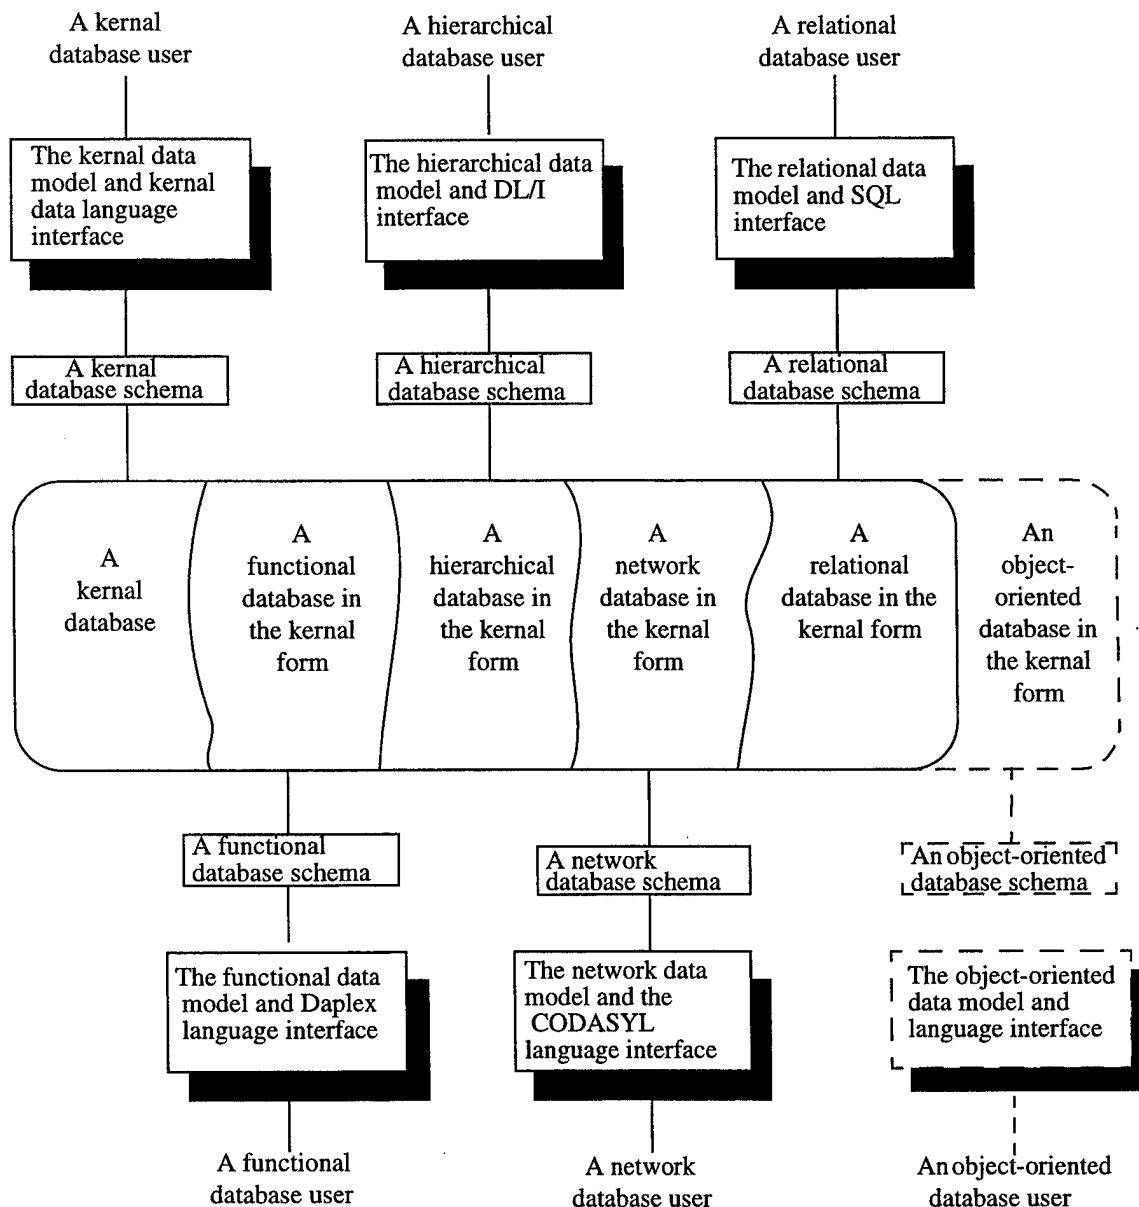 A kernal
database user
A hierarchical
database user
A relational
database user
The kernal data
model and kernal
data language
interface
The hierarchical data
model and DL/I
interface
The relational data
model and SQL
interface
A kernal
database schema
A hierarchical
database schema
A relational
database schema
A
kernal
database
A
functional
database in
the kernal
form
A
hierarchical
database in
the kernal
form
A
network
database in
the kernal
form
A
relational
database in the
kernal form
An
object-
oriented
database in
the kernal
form
A functional
database schema
A network
database schema
An object-oriented
database schema
The functional data
model and Daplex
language interface
The network data
model and the
CODASYL
language interface
The object-oriented
data model and
language interface
A functional
database user
A network
database user
An object-oriented
database user